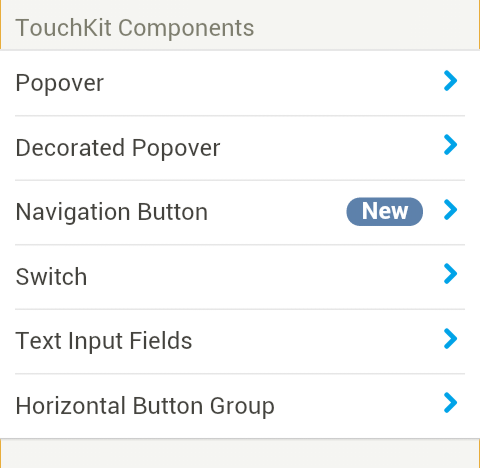 TouchKit Components
Popover
Decorated Popover
Navigation Button New
Switch
Text Input Fields
Horizontal Button Group